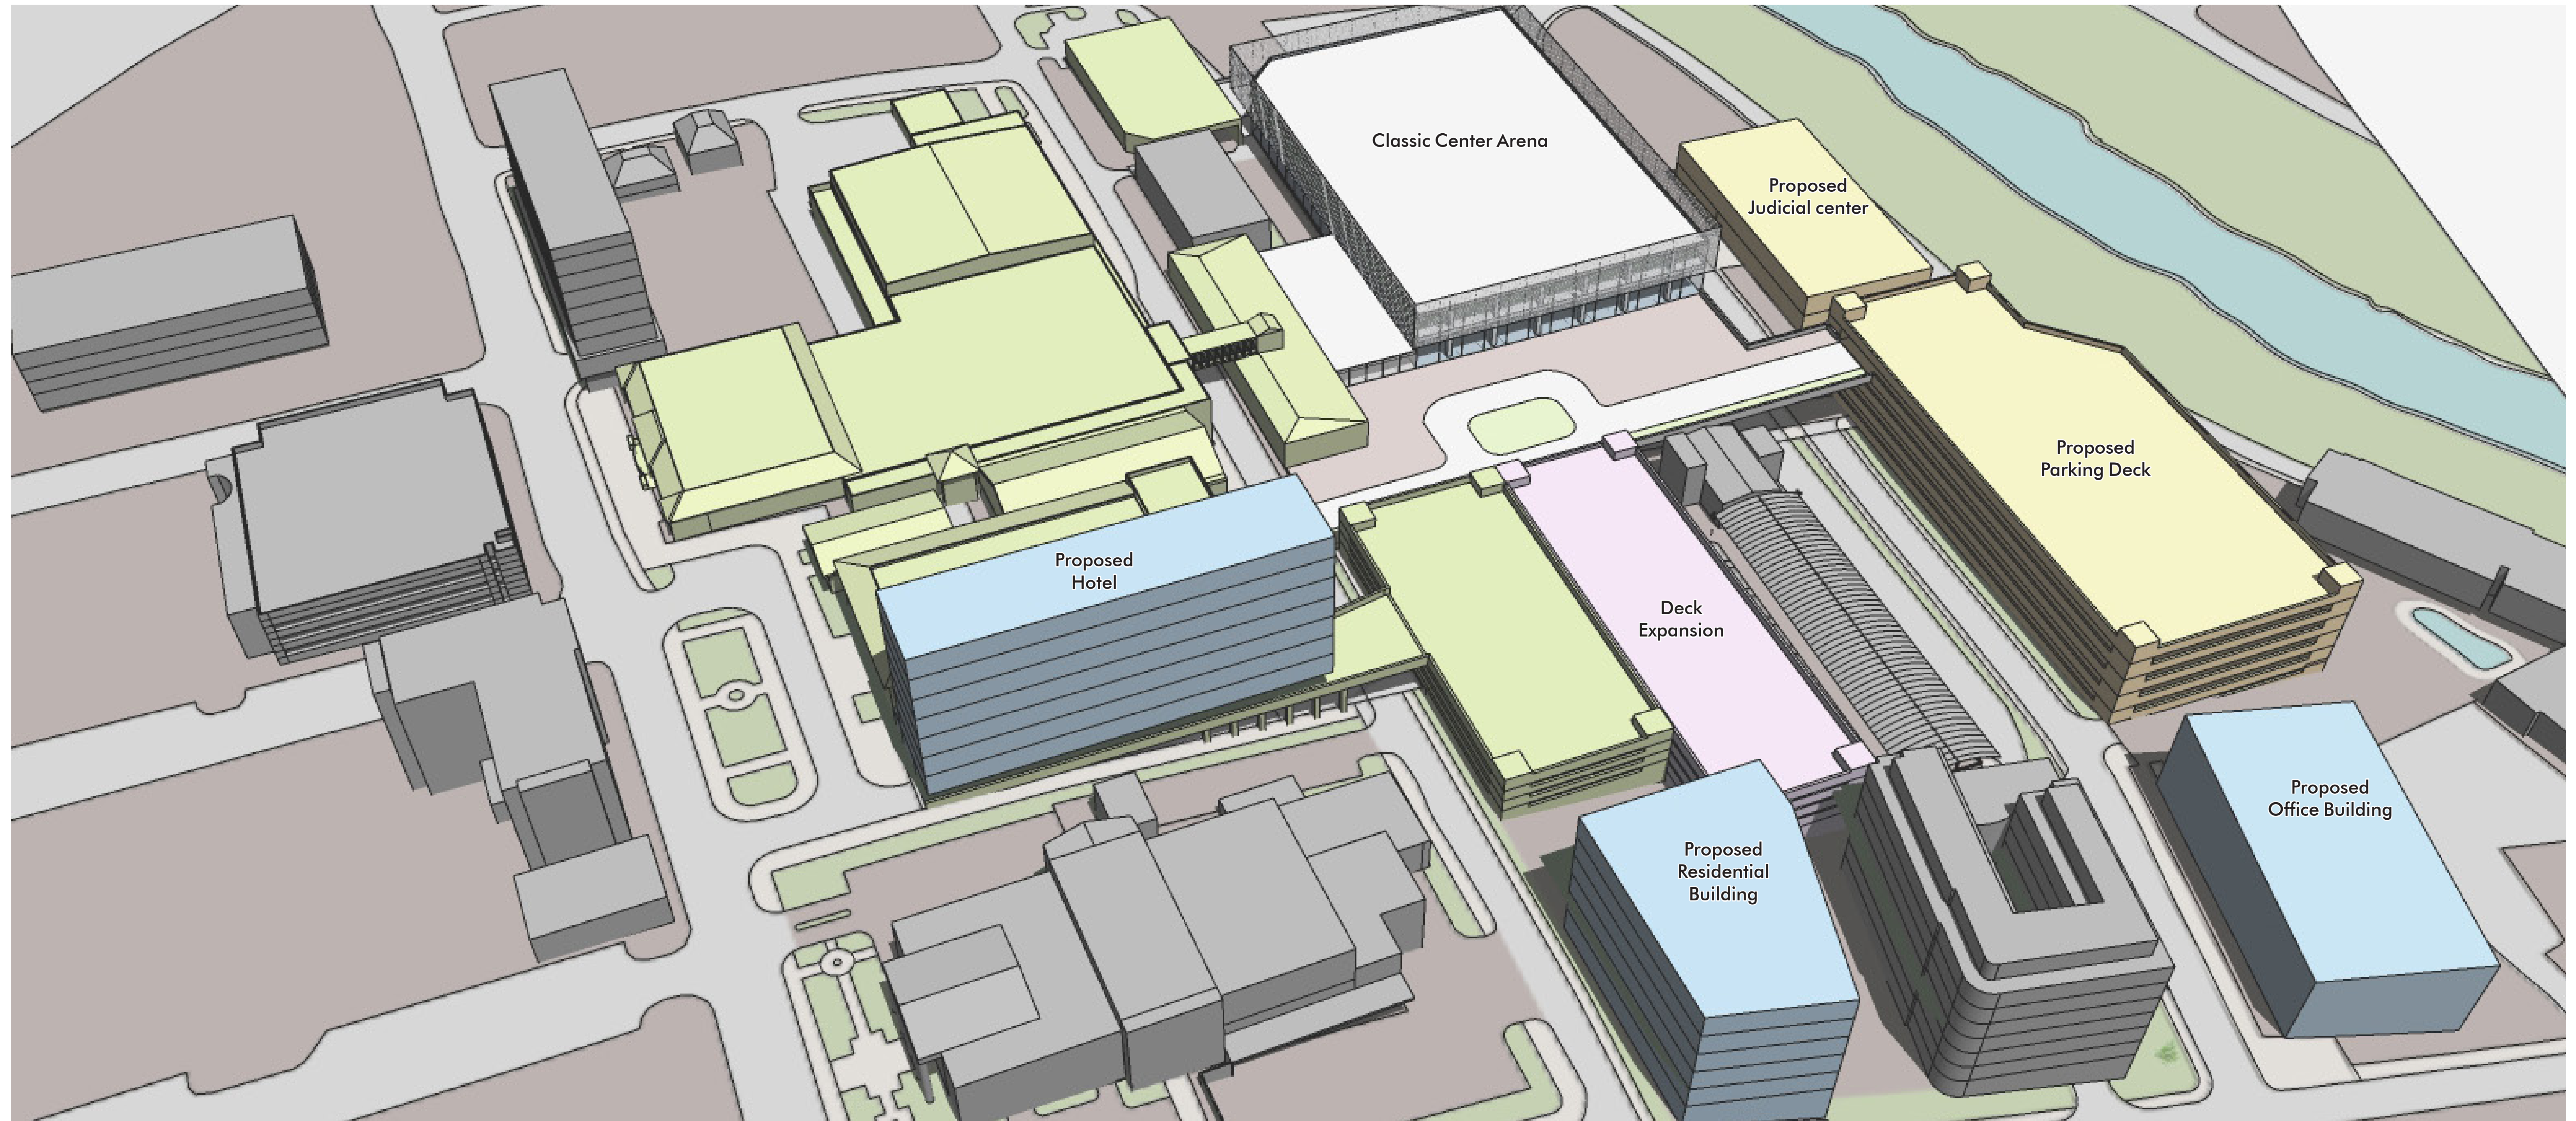 Classic Center Arena
Proposed
Judicial center
Proposed
Parking Deck
Proposed
Hotel
Deck
Expansion
Proposed
Office Building
Proposed
Residential
Building